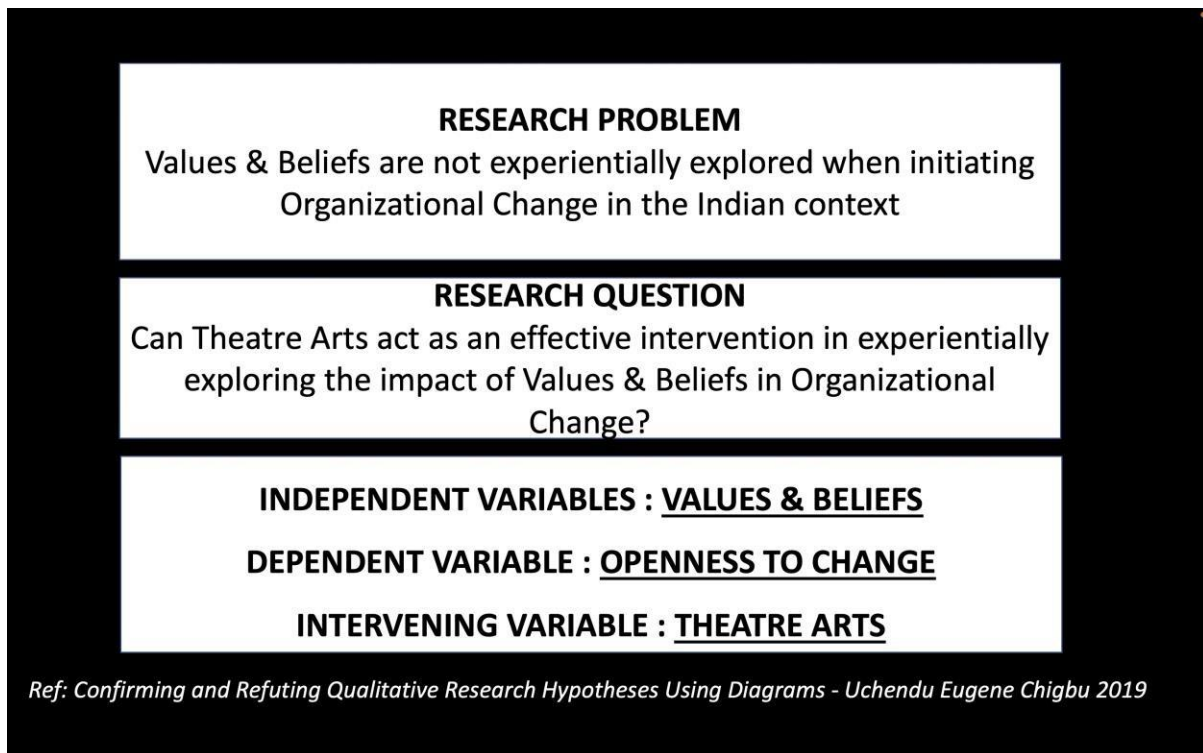 RESEARCH PROBLEM
Values & Beliefs are not experientially explored when initiating
Organizational Change in the Indian context
RESEARCH QUESTION
Can Theatre Arts act as an effective intervention in experientially
exploring the impact of Values & Beliefs in Organizational
Change?
INDEPENDENT VARIABLES : VALUES & BELIEFS
DEPENDENT VARIABLE : OPENNESS TO CHANGE
INTERVENING VARIABLE : THEATRE ARTS
Ref: Confirming and Refuting Qualitative Research Hypotheses Using Diagrams - Uchendu Eugene Chigbu 2019